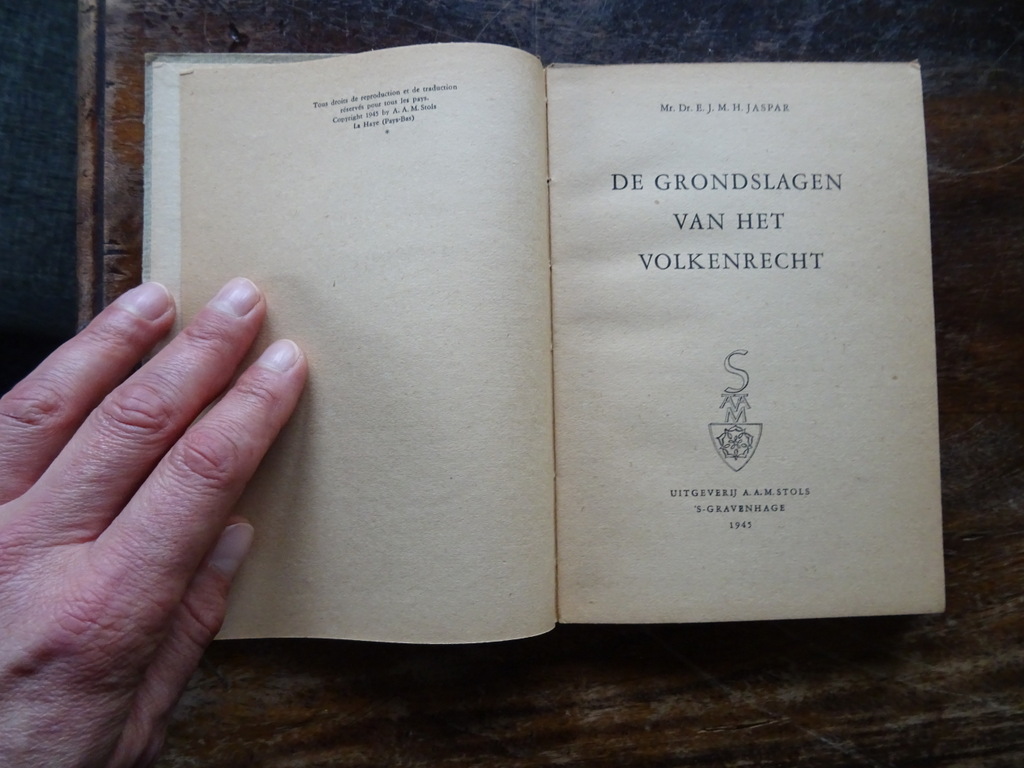 Tous droits de reproduction et de traduction
réservés pour tous les pays.
Copyright 1945 by A. A. M. Stols
La Haye (Pays-Bas)
*
Mr. Dr. E. J. M. H. JASPAR
DE GRONDSLAGEN
VAN HET
VOLKENRECHT
S
AA
M
UITGEVERIJ A.A.M. STOLS
'S-GRAVENHAGE
1945